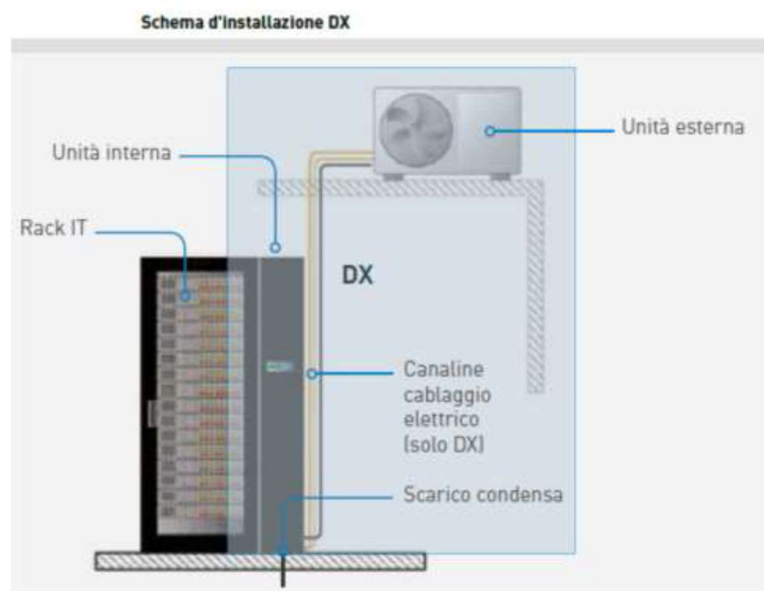 Schema d'installazione DX
Unità esterna
Unità interna
Rack IT
DX
Canaline
cablaggio
elettrico
(solo DX)
Scarico condensa